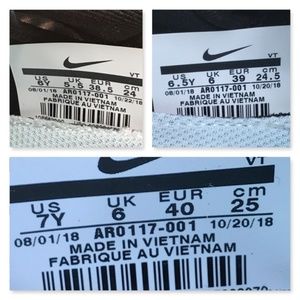 VT
US UK EUR cm
6Y 5.5 38.5 24
08/01/18 AR0117-001 10/22/18
MADE IN VIETNAM
FABRIQUE AU VIETNAM
VT
US UK EUR cm
6.5Y 6 39 24.5
08/01/18 AR0117-001 10/20/18
MADE IN VIETNAM
FABRIQUE AU VIETNAM
VT
US UK EUR cm
7Y 6 40 25
08/01/18 AR0117-001 10/20/18
MADE IN VIETNAM
FABRIQUE AU VIETNAM